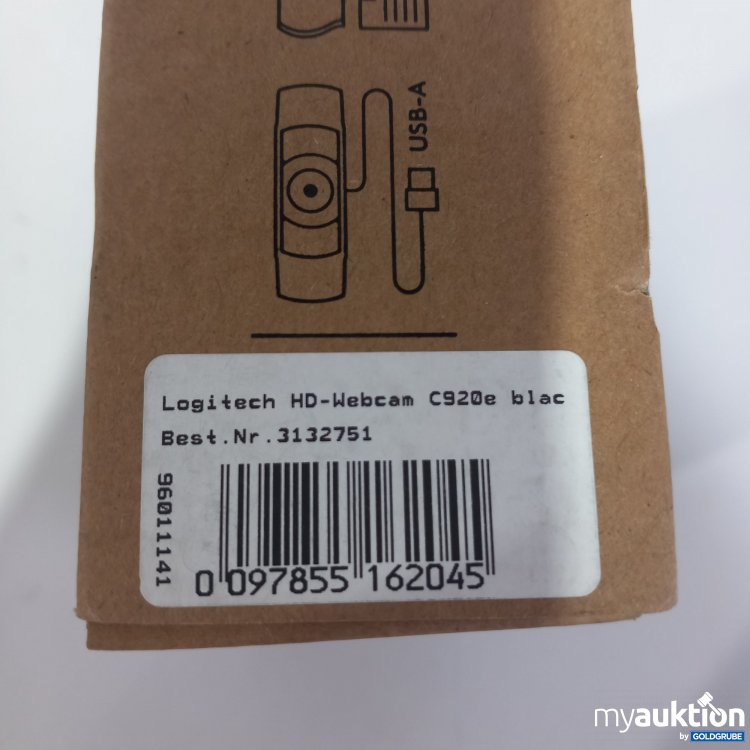 USB-A
Logitech HD-Webcam C920e blac
Best.Nr.3132751
96011141
0 097855 162045
myauktion
by GOLDGRUBE